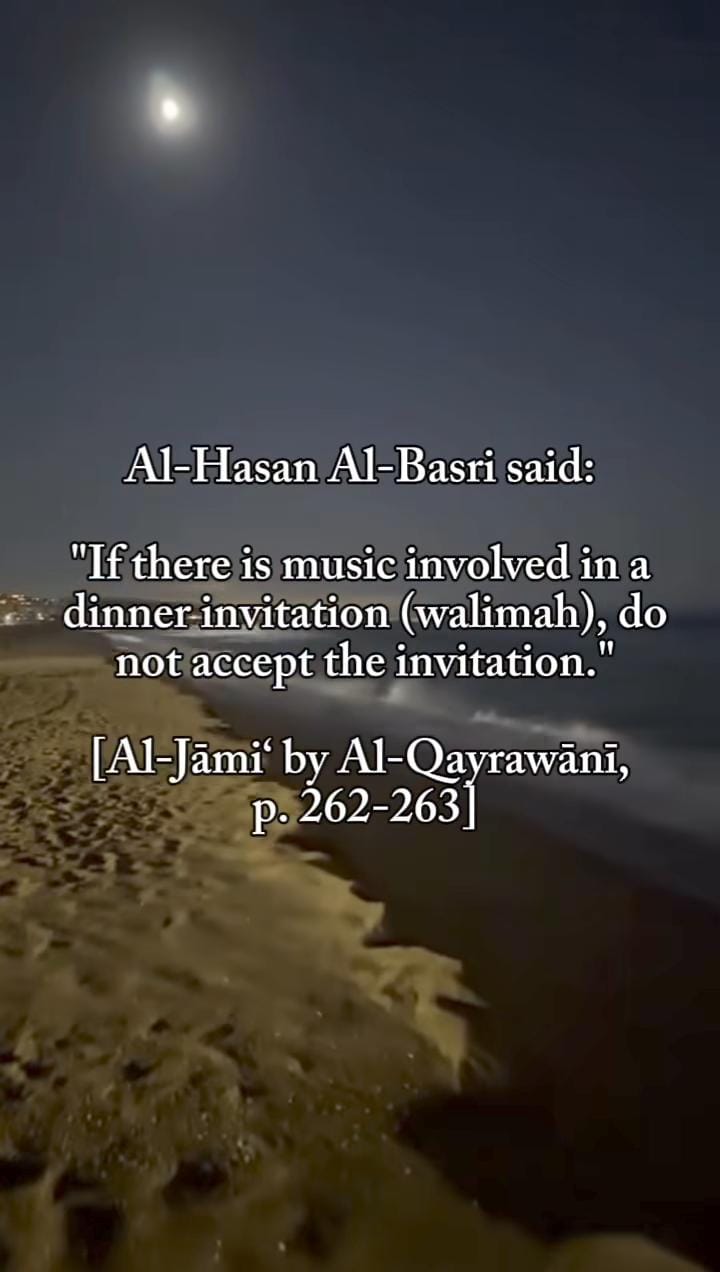 Al-Hasan Al-Basri said:
"If there is music involved in a
dinner invitation (walimah), do
not accept the invitation."
[Al-Jāmi‘ by Al-Qayrawānī,
p. 262-263]